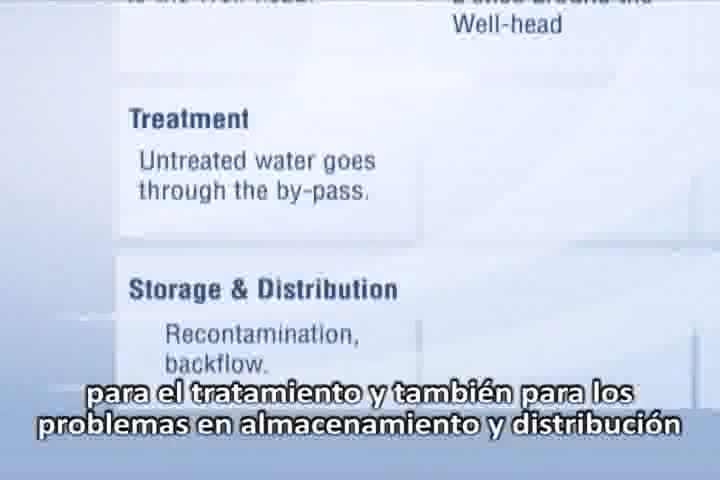 Well-head
Treatment
Untreated water goes
through the by-pass.
Storage & Distribution
Recontamination,
backflow.
para el tratamiento y también para los
problemas en almacenamiento y distribución